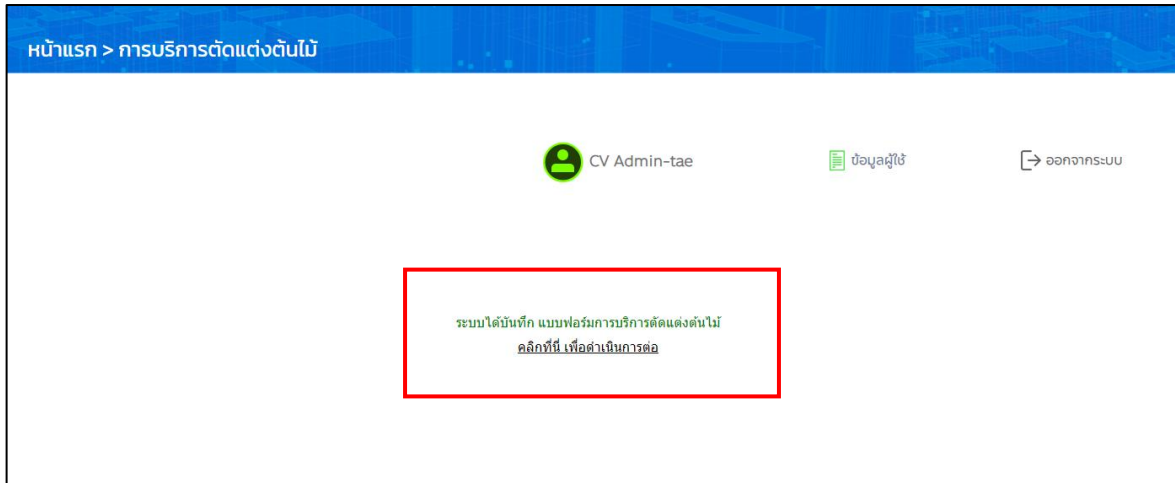 หน้าแรก > การบริการตัดแต่งต้นไม้
CV Admin-tae
ข้อมูลผู้ใช้
ออกจากระบบ
ระบบได้บันทึก แบบฟอร์มการบริการตัดแต่งต้นไม้
คลิกที่นี่ เพื่อดำเนินการต่อ